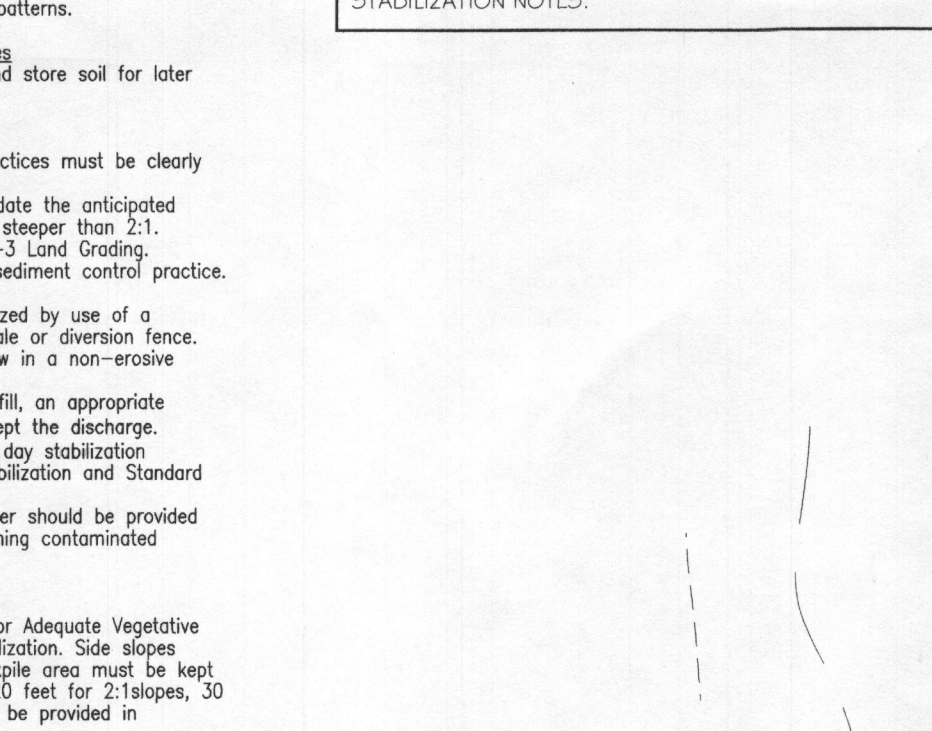 patterns.
STABILIZATION NOTES.
es
nd store soil for later
ctices must be clearly
date the anticipated
steeper than 2:1.
-3 Land Grading.
sediment control practice.
zed by use of a
ale or diversion fence.
w in a non-erosive
fill, an appropriate
ept the discharge.
day stabilization
bilization and Standard
er should be provided
ning contaminated
or Adequate Vegetative
lization. Side slopes
kpile area must be kept
0 feet for 2:1slopes, 30
be provided in